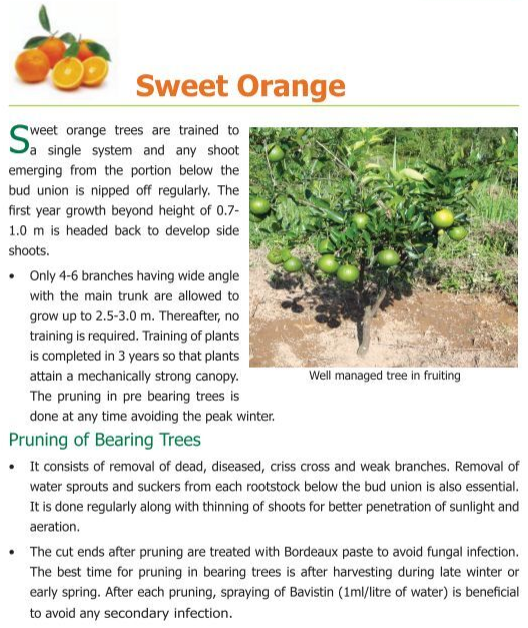 Sweet Orange
Sweet orange trees are trained to
a single system and any shoot
emerging from the portion below the
bud union is nipped off regularly. The
first year growth beyond height of 0.7-
1.0 m is headed back to develop side
shoots.
• Only 4-6 branches having wide angle
with the main trunk are allowed to
grow up to 2.5-3.0 m. Thereafter, no
training is required. Training of plants
is completed in 3 years so that plants
attain a mechanically strong canopy.
The pruning in pre bearing trees is
done at any time avoiding the peak winter.
Well managed tree in fruiting
Pruning of Bearing Trees
• It consists of removal of dead, diseased, criss cross and weak branches. Removal of
water sprouts and suckers from each rootstock below the bud union is also essential.
It is done regularly along with thinning of shoots for better penetration of sunlight and
aeration.
• The cut ends after pruning are treated with Bordeaux paste to avoid fungal infection.
The best time for pruning in bearing trees is after harvesting during late winter or
early spring. After each pruning, spraying of Bavistin (1ml/litre of water) is beneficial
to avoid any secondary infection.